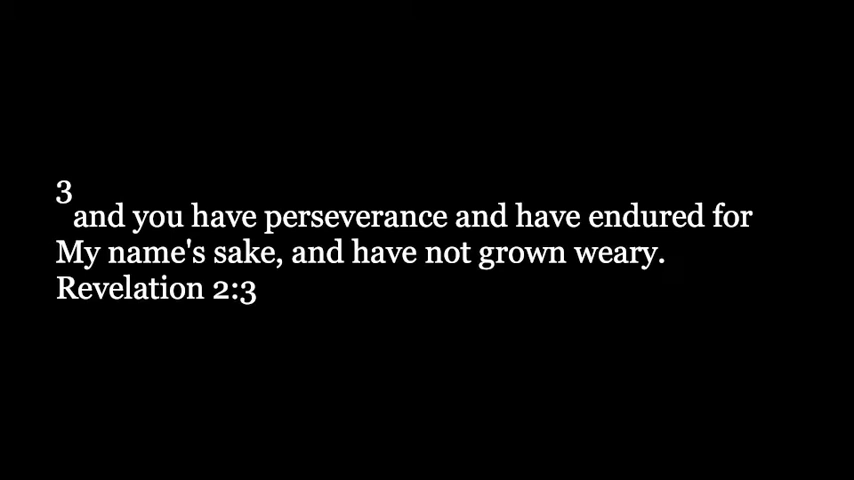 3
and you have perseverance and have endured for
My name's sake, and have not grown weary.
Revelation 2:3